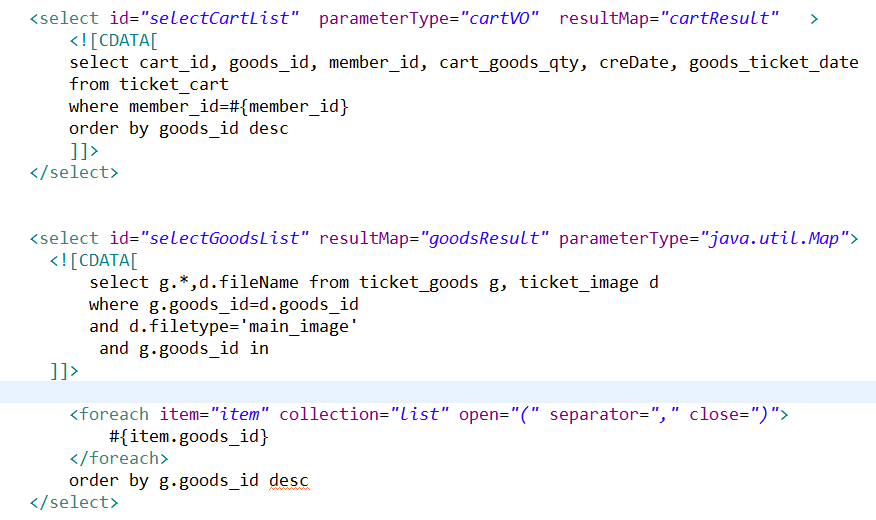 <select id="selectCartList"  parameterType="cartVO"  resultMap="cartResult"   >
    <![CDATA[
    select cart_id, goods_id, member_id, cart_goods_qty, creDate, goods_ticket_date
    from ticket_cart
    where member_id=#{member_id}
    order by goods_id desc
    ]]>
</select>
<select id="selectGoodsList" resultMap="goodsResult" parameterType="java.util.Map">
  <![CDATA[
      select g.*,d.fileName from ticket_goods g, ticket_image d
      where g.goods_id=d.goods_id
      and d.filetype='main_image'
       and g.goods_id in
  ]]>
    <foreach item="item" collection="list" open="(" separator="," close=")">
        #{item.goods_id}
    </foreach>
    order by g.goods_id desc
</select>